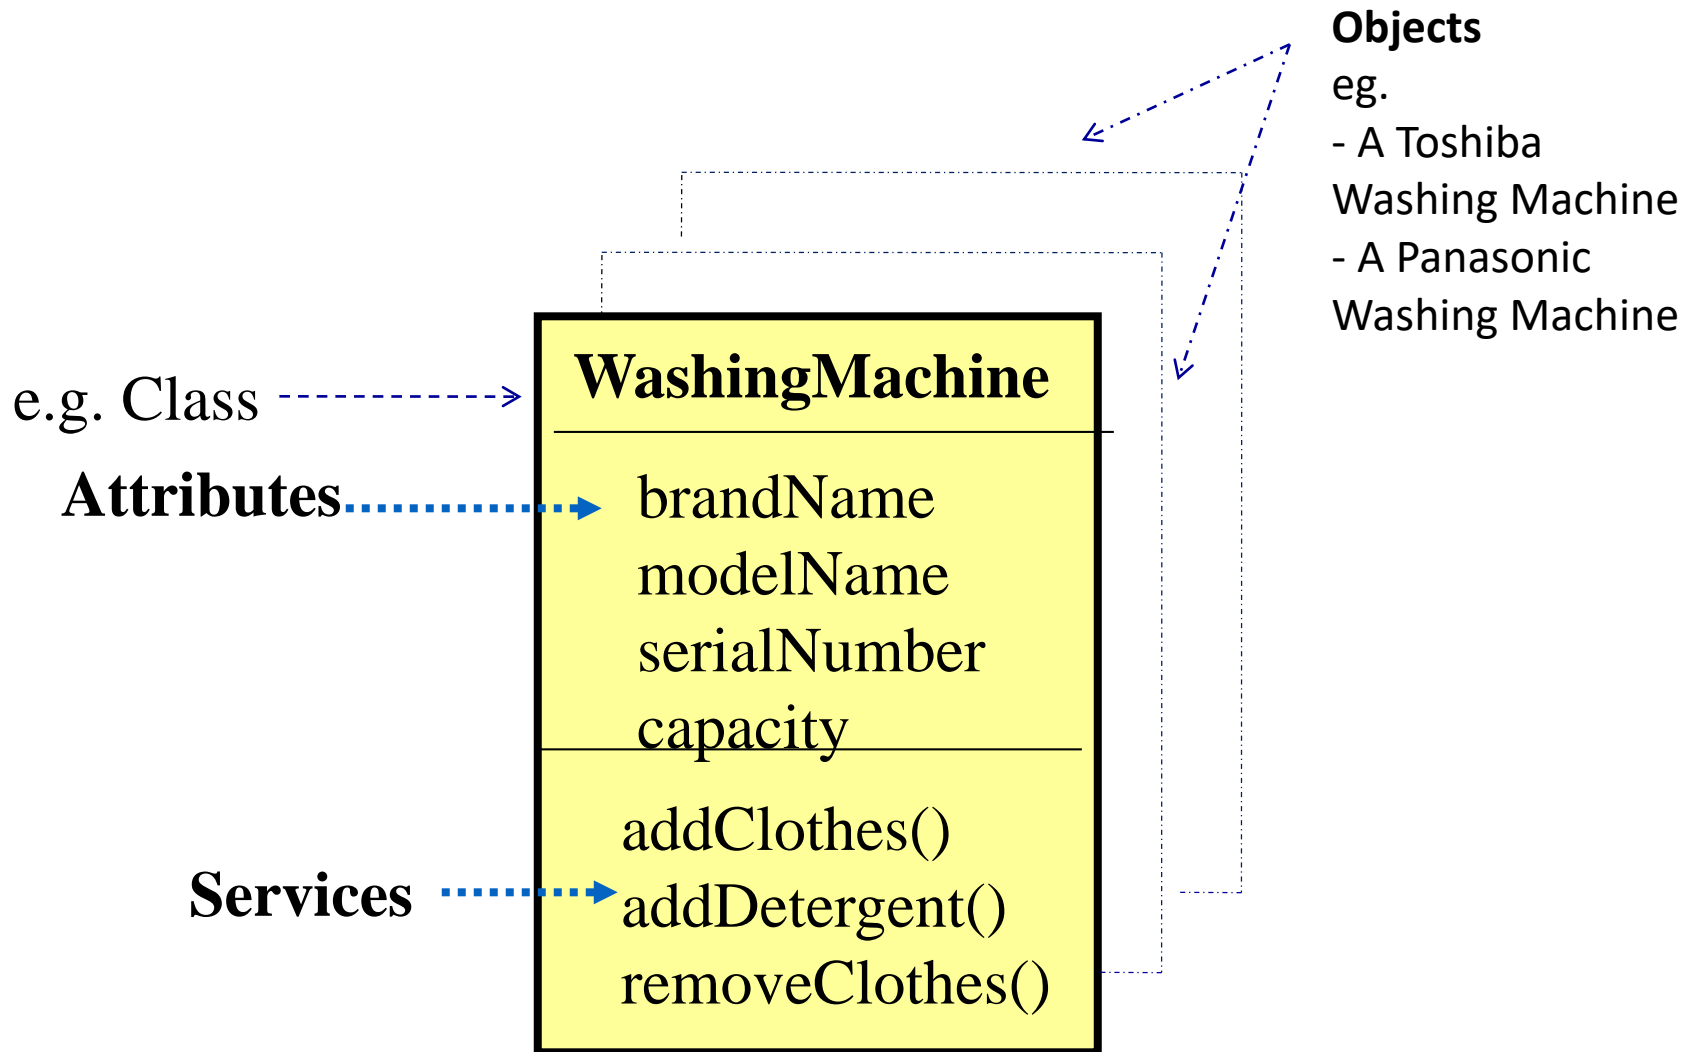 Objects
eg.
- A Toshiba
Washing Machine
- A Panasonic
Washing Machine
WashingMachine
e.g. Class
Attributes
brandName
modelName
serialNumber
capacity
addClothes()
Services
addDetergent()
removeClothes()